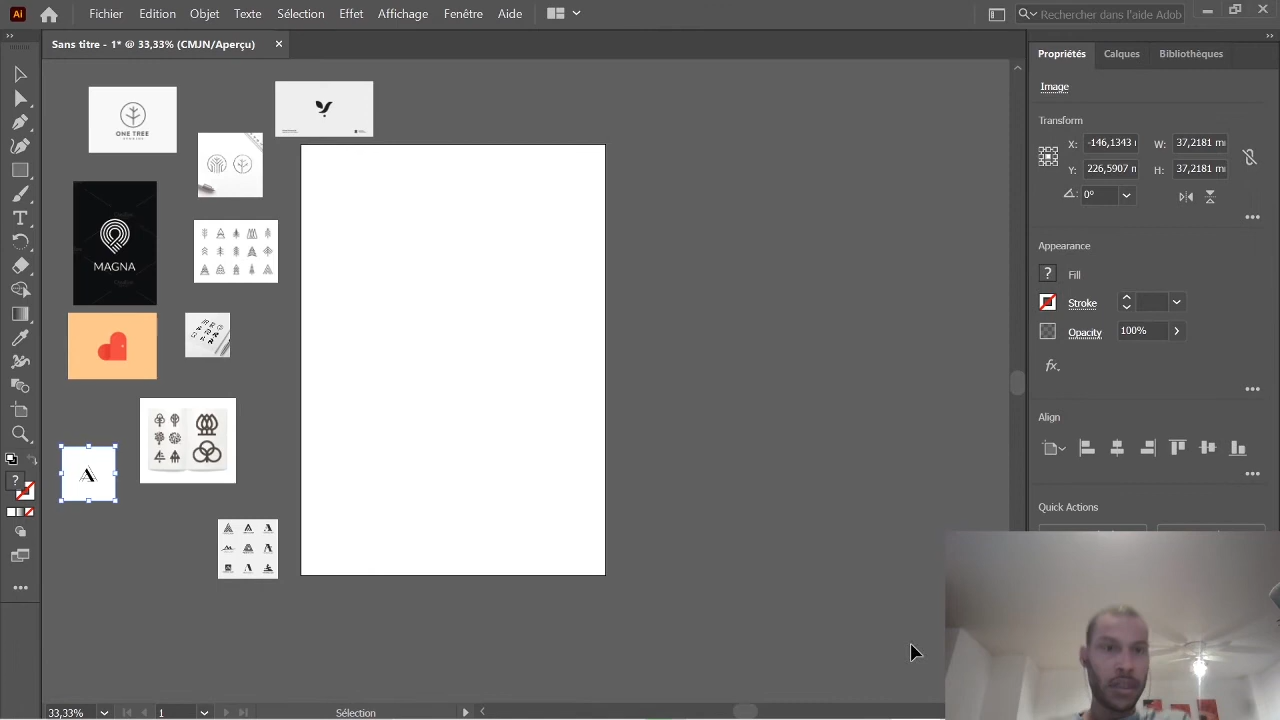 Ai
Fichier Edition Objet Texte Sélection Effet Affichage Fenêtre Aide
Rechercher dans l'aide Adob
Sans titre - 1* @ 33,33% (CMJN/Aperçu)
Propriétés Calques Bibliothèques
Image
Transform
X: -146,1343 W: 37,2181
Y: 226,5907 H: 37,2181
0°
Appearance
? Fill
Stroke
Opacity 100%
fx
Align
Quick Actions
ONE TREE
MAGNA
A
?
33,33% 1 Sélection